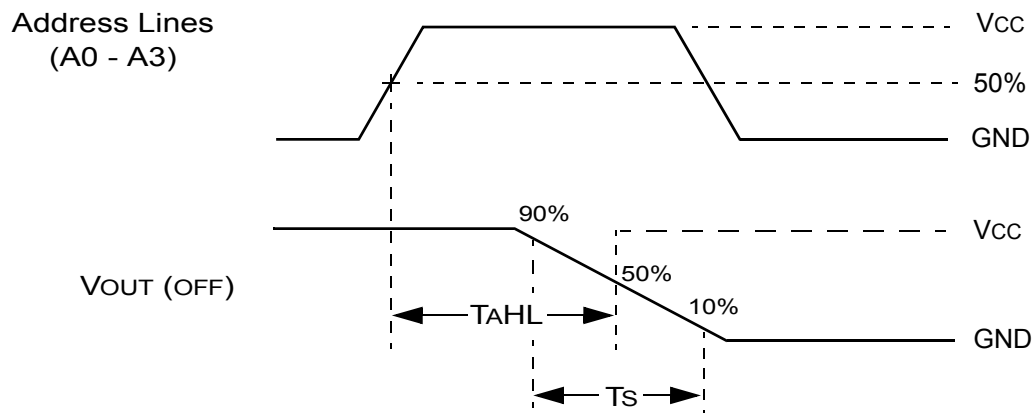 Address Lines
(A0 - A3)
VCC
50%
GND
90%
VCC
VOUT (OFF)
50%
TAHL
10%
GND
TS